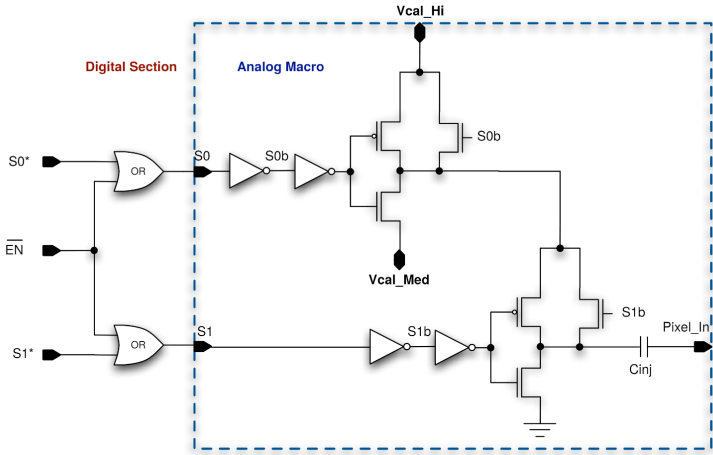 Vcal_Hi
Digital Section
Analog Macro
S0*
OR
S0
S0b
S0b
EN
Vcal_Med
S1*
OR
S1
S1b
S1b
Pixel_In
Cinj